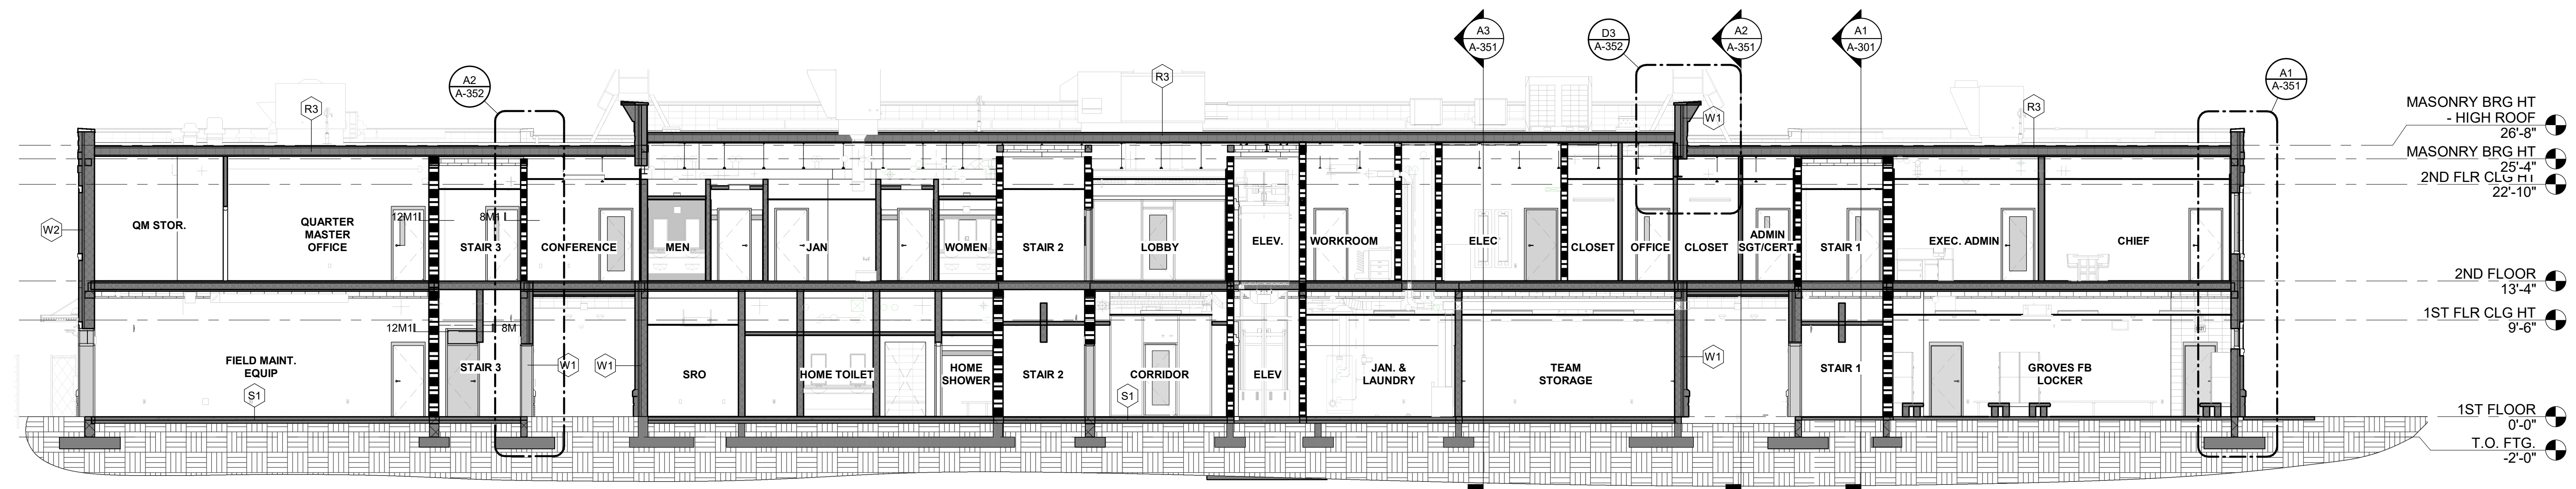 A3
A-351
D3
A-352
A2
A-351
A1
A-301
A2
A-352
A1
A-351
R3
R3
R3
W1
MASONRY BRG HT
- HIGH ROOF
26'-8"
MASONRY BRG HT
25'-4"
2ND FLR CLG HT
22'-10"
W2
QM STOR.
QUARTER
MASTER
OFFICE
12M1
STAIR 3
8M1
CONFERENCE
MEN
JAN
WOMEN
STAIR 2
LOBBY
ELEV.
WORKROOM
ELEC
CLOSET
OFFICE
CLOSET
ADMIN
SGT/CERT.
STAIR 1
EXEC. ADMIN
CHIEF
2ND FLOOR
13'-4"
1ST FLR CLG HT
9'-6"
12M1
8M
FIELD MAINT.
EQUIP
S1
STAIR 3
W1
W1
SRO
HOME TOILET
HOME
SHOWER
STAIR 2
CORRIDOR
S1
ELEV
JAN. &
LAUNDRY
TEAM
STORAGE
W1
STAIR 1
GROVES FB
LOCKER
1ST FLOOR
0'-0"
T.O. FTG.
-2'-0"